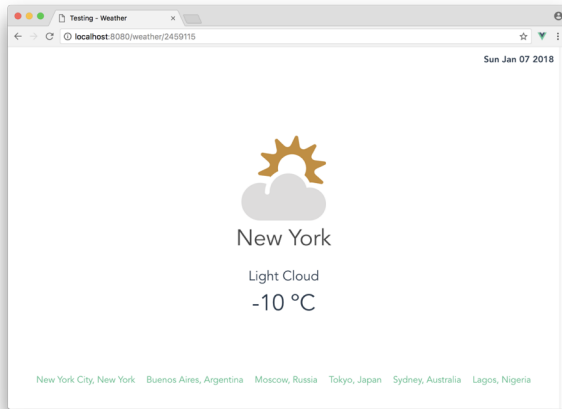 Testing - Weather
localhost:8080/weather/2459115
Sun Jan 07 2018
New York
Light Cloud
-10 °C
New York City, New York Buenos Aires, Argentina Moscow, Russia Tokyo, Japan Sydney, Australia Lagos, Nigeria